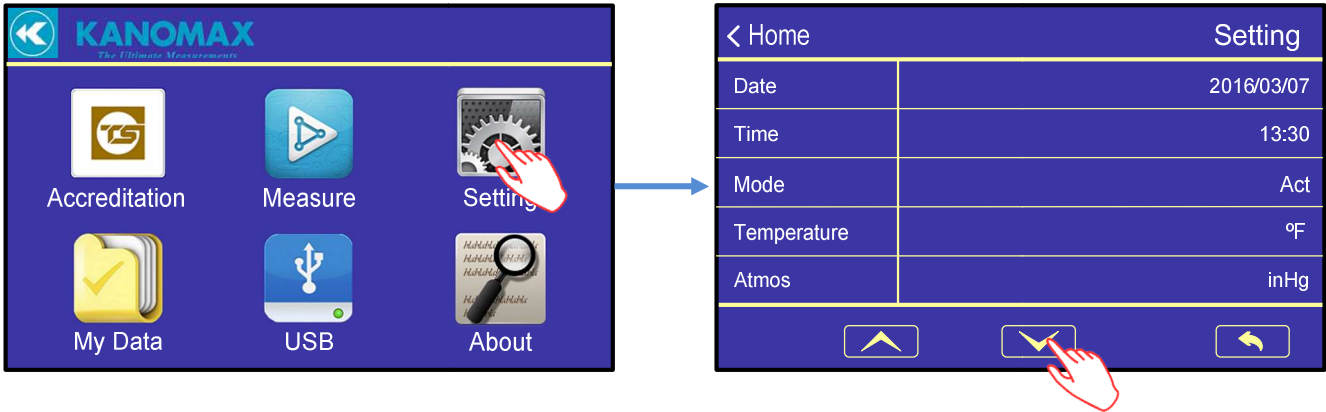 KANOMAX
The Ultimate Measurements
TS
Accreditation
Measure
Setting
My Data
USB
About
Home
Setting
Date
2016/03/07
Time
13:30
Mode
Act
Temperature
ºF
Atmos
inHg